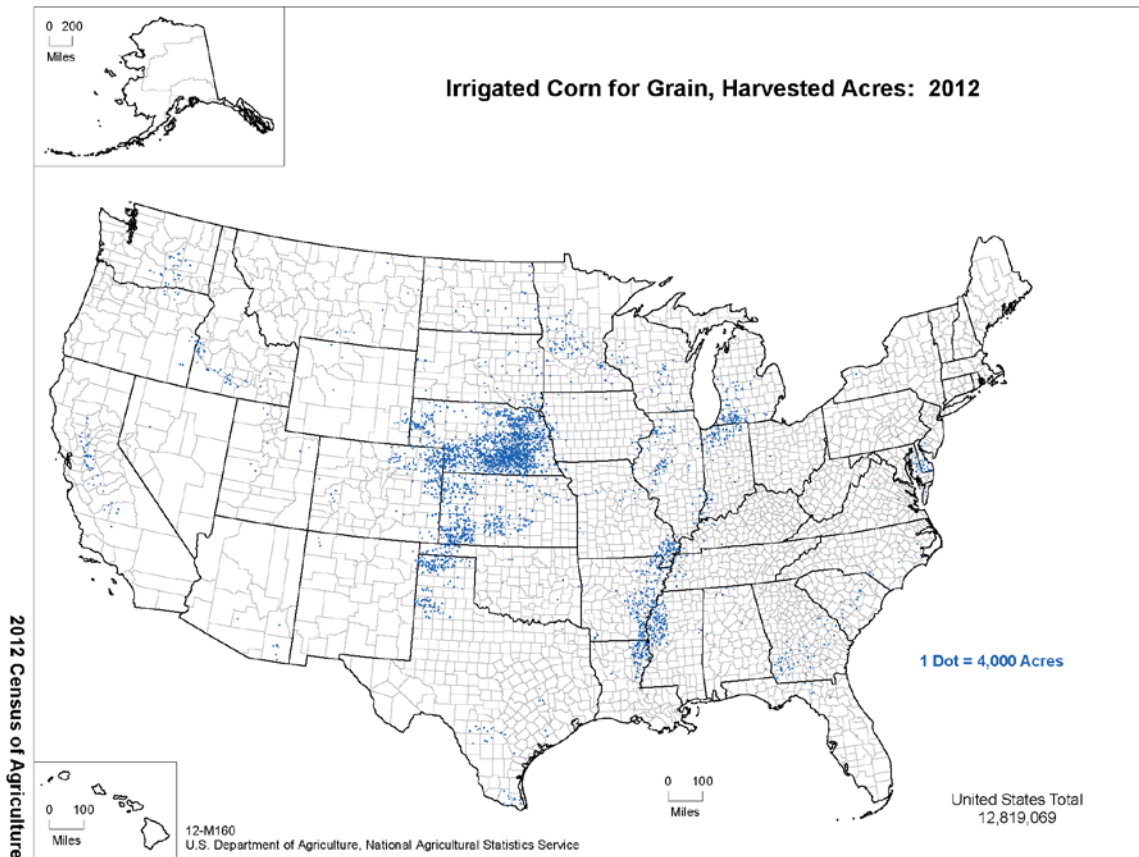 0 200
Miles
Irrigated Corn for Grain, Harvested Acres: 2012
1 Dot = 4,000 Acres
2012 Census of Agriculture
0 100
Miles
0 100
Miles
United States Total
12,819,069
12-M160
U.S. Department of Agriculture, National Agricultural Statistics Service